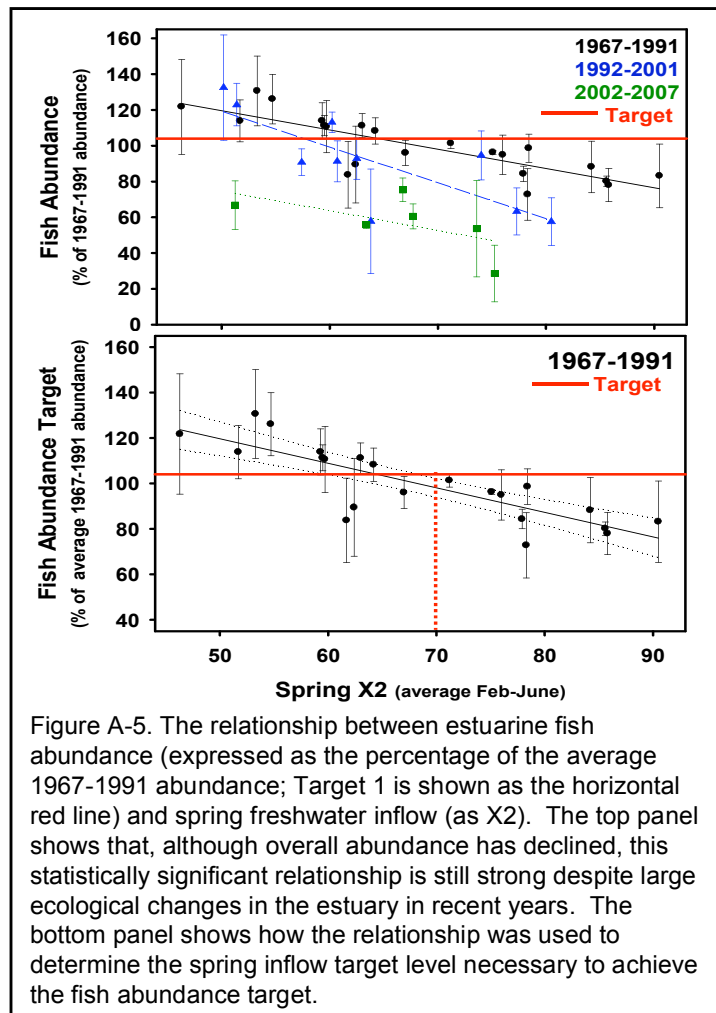 160
140
120
100
80
60
40
20
0
Fish Abundance
(% of 1967-1991 abundance)
1967-1991
1992-2001
2002-2007
Target
160
140
120
100
80
60
40
Fish Abundance Target
(% of average 1967-1991 abundance)
1967-1991
Target
50 60 70 80 90
Spring X2 (average Feb-June)
Figure A-5. The relationship between estuarine fish
abundance (expressed as the percentage of the average
1967-1991 abundance; Target 1 is shown as the horizontal
red line) and spring freshwater inflow (as X2). The top panel
shows that, although overall abundance has declined, this
statistically significant relationship is still strong despite large
ecological changes in the estuary in recent years. The
bottom panel shows how the relationship was used to
determine the spring inflow target level necessary to achieve
the fish abundance target.